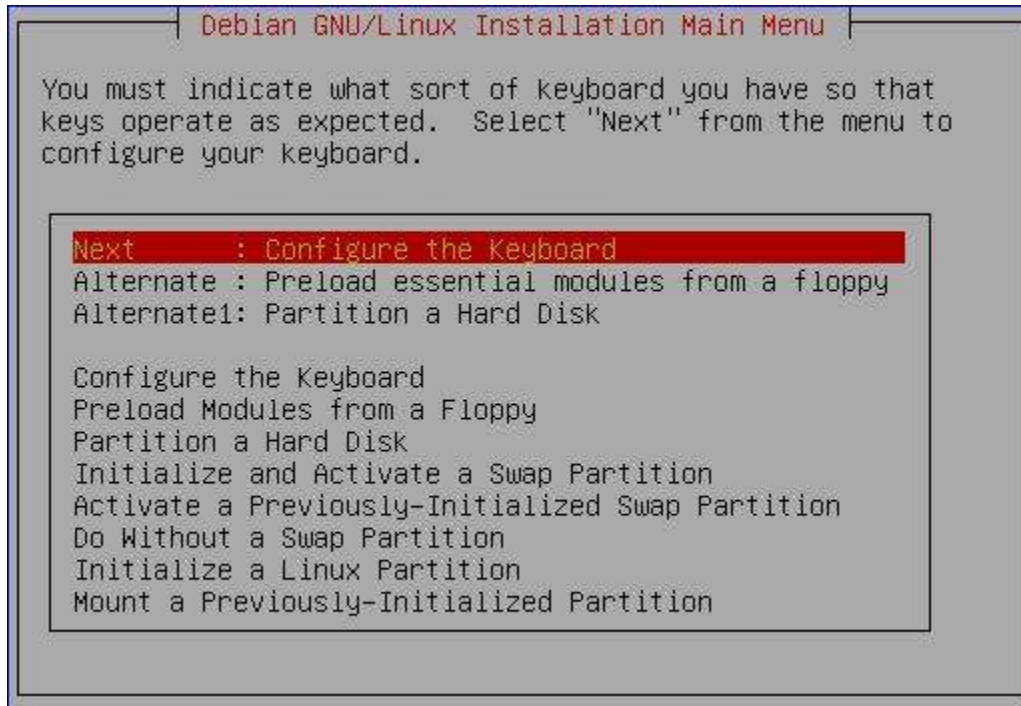 Debian GNU/Linux Installation Main Menu
You must indicate what sort of keyboard you have so that
keys operate as expected.  Select "Next" from the menu to
configure your keyboard.
Next      : Configure the Keyboard
Alternate : Preload essential modules from a floppy
Alternate1: Partition a Hard Disk
Configure the Keyboard
Preload Modules from a Floppy
Partition a Hard Disk
Initialize and Activate a Swap Partition
Activate a Previously-Initialized Swap Partition
Do Without a Swap Partition
Initialize a Linux Partition
Mount a Previously-Initialized Partition